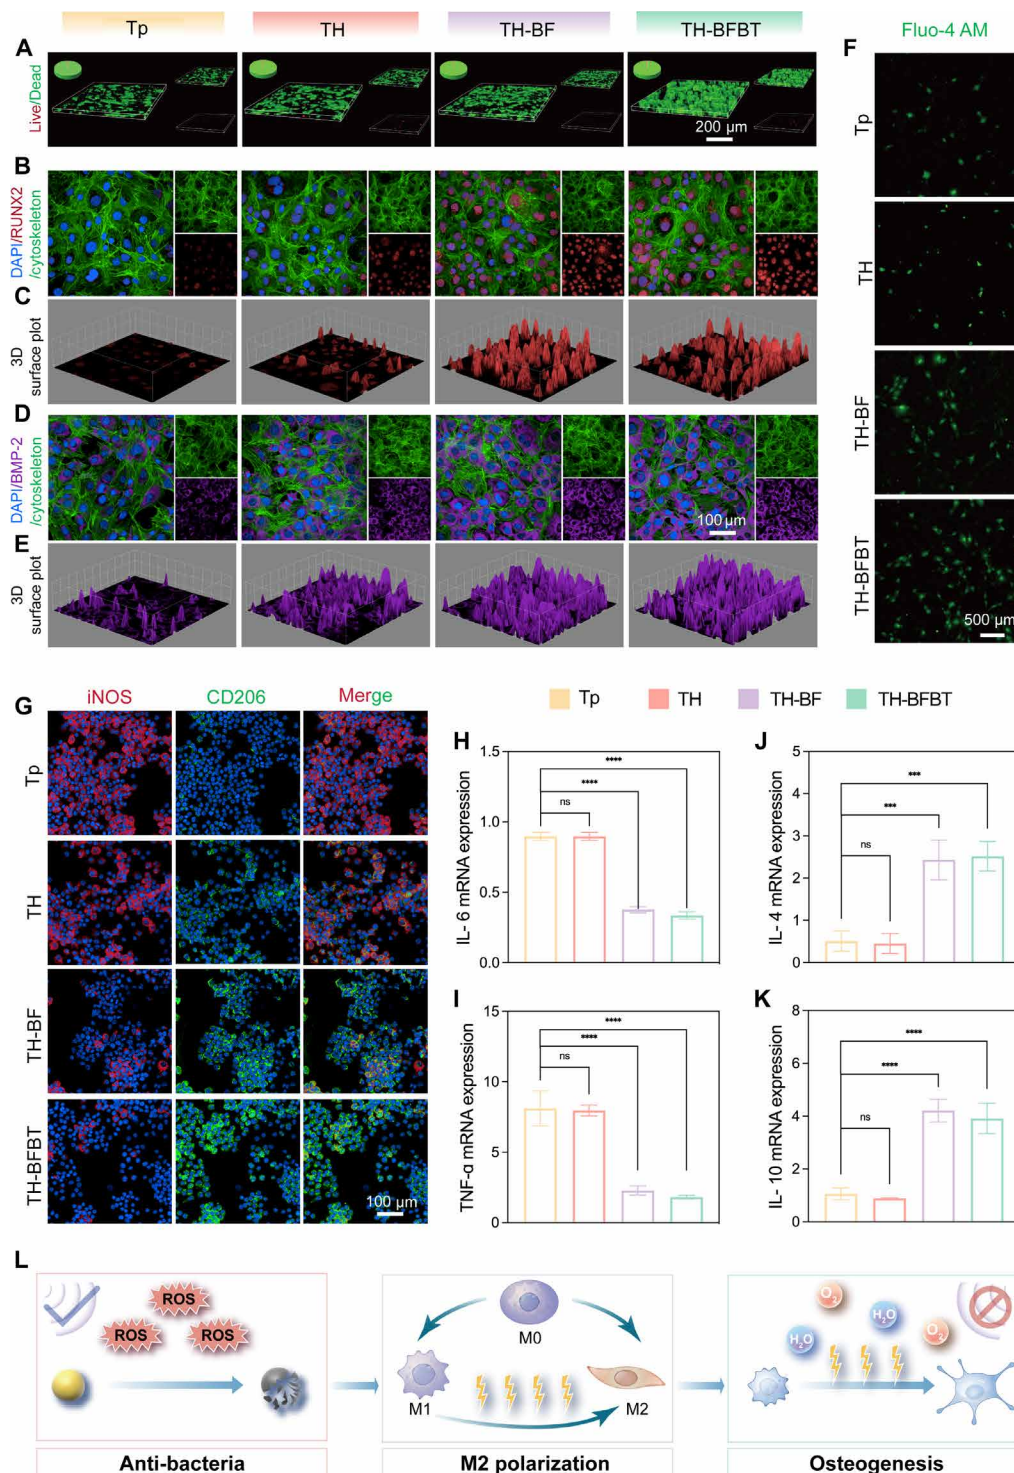 Tp
TH
TH-BF
TH-BFBT
A
Live/Dead
200 µm
B
DAPI/RUNX2
/cytoskeleton
C
3D
surface plot
D
DAPI/BMP-2
/cytoskeleton
100 µm
E
3D
surface plot
F
Fluo-4 AM
Tp
TH
TH-BF
TH-BFBT
500 µm
G
iNOS
CD206
Merge
Tp
TH
TH-BF
TH-BFBT
100 µm
Tp
TH
TH-BF
TH-BFBT
H
IL- 6 mRNA expression
1.5
1.0
0.5
0.0
****
****
ns
J
IL- 4 mRNA expression
5
4
3
2
1
0
***
***
ns
I
TNF-α mRNA expression
15
10
5
0
****
****
ns
K
IL- 10 mRNA expression
8
6
4
2
0
****
****
ns
L
ROS
ROS
ROS
Anti-bacteria
M0
M1
M2
M2 polarization
O2
H2O
H2O
O2
Osteogenesis